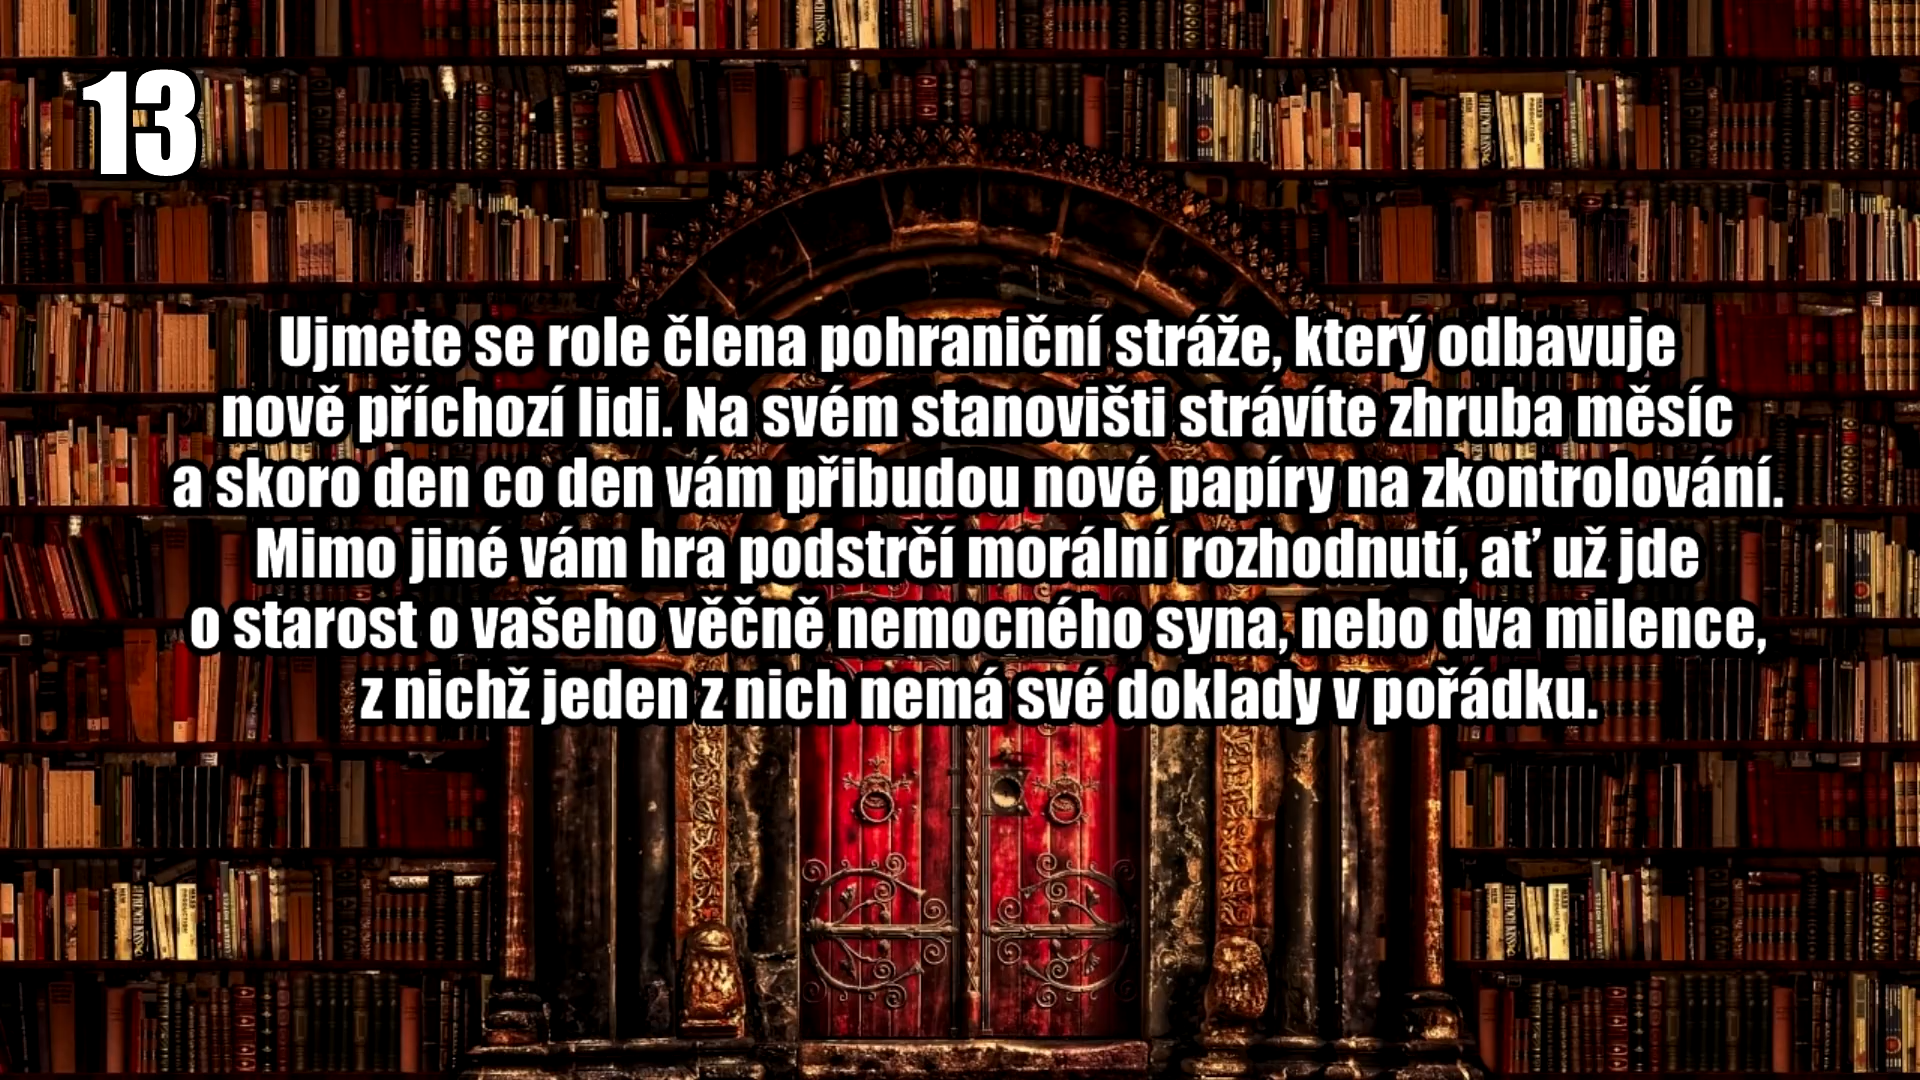 13
Ujmete se role člena pohraniční stráže, který odbavuje
nově příchozí lidi. Na svém stanovišti strávíte zhruba měsíc
a skoro den co den vám přibudou nové papíry na zkontrolování.
Mimo jiné vám hra podstrčí morální rozhodnutí, ať už jde
o starost o vašeho věčně nemocného syna, nebo dva milence,
z nichž jeden z nich nemá své doklady v pořádku.